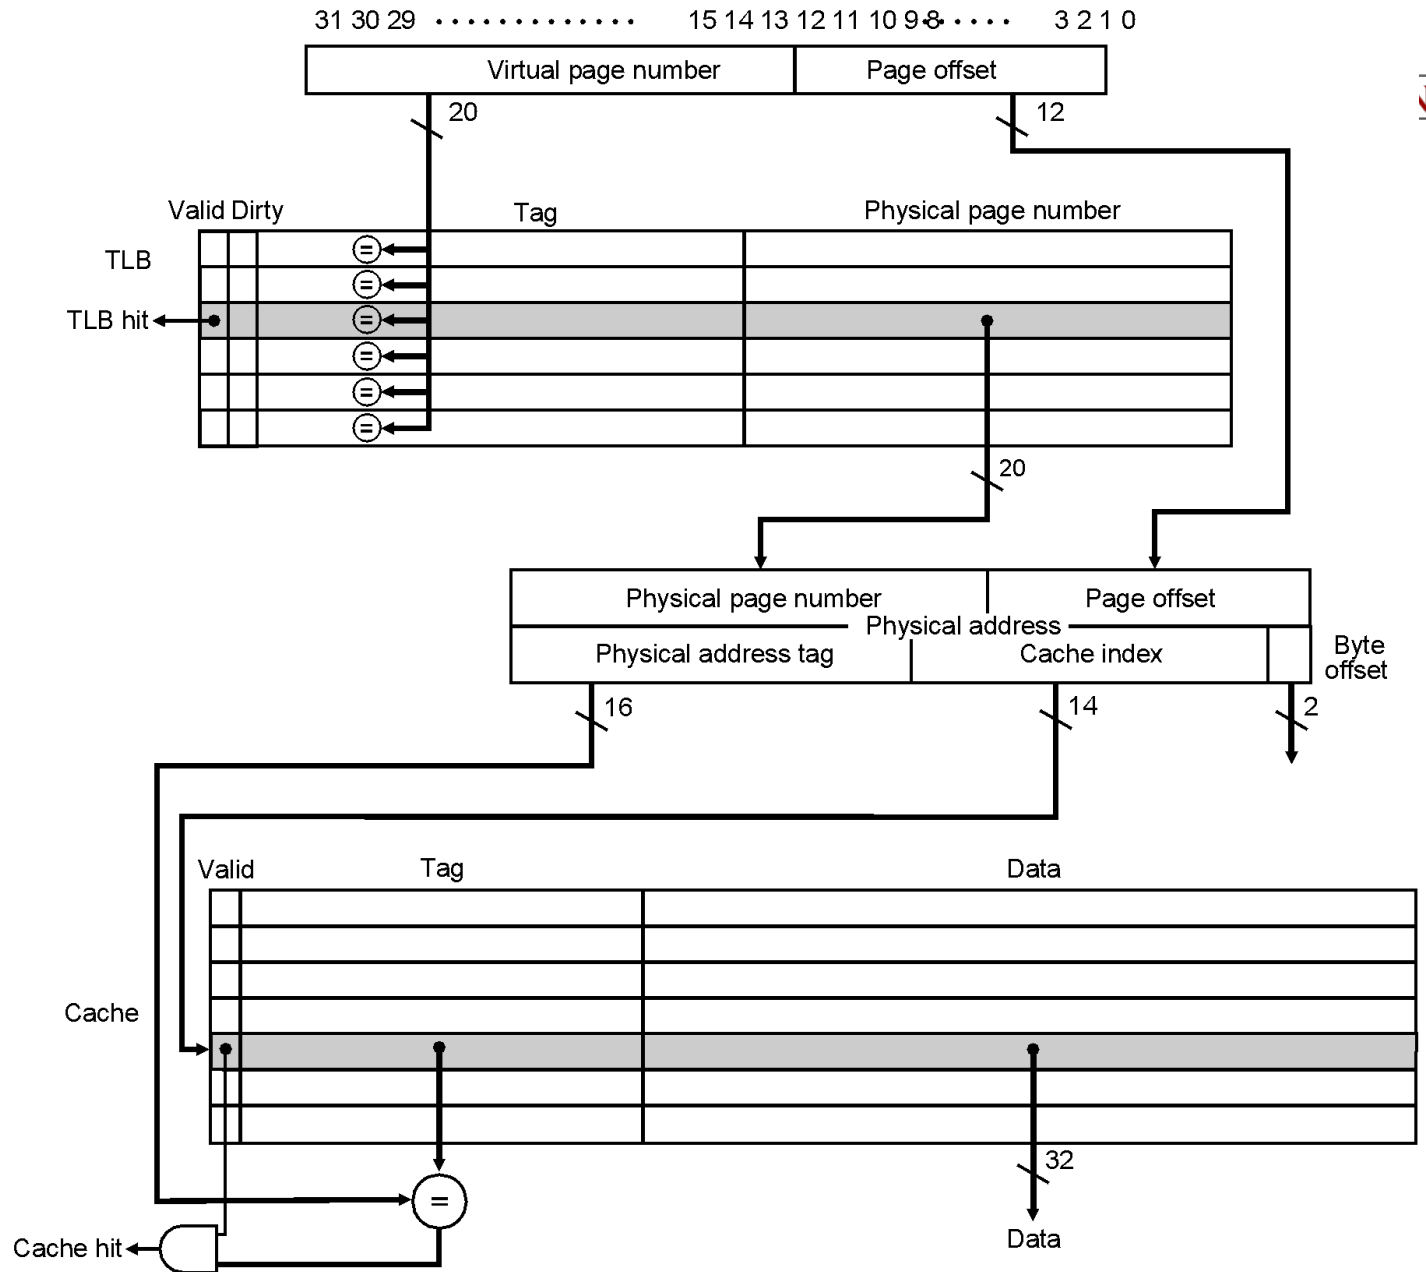 31 30 29 ·············· 15 14 13 12 11 10 9 8 ······ 3 2 1 0
Virtual page number Page offset
20 12
Valid Dirty Tag Physical page number
TLB
=
=
TLB hit =
=
=
=
20
Physical page number Page offset
Physical address
Physical address tag Cache index Byte
offset
16 14 2
Valid Tag Data
Cache
32
=
Cache hit Data